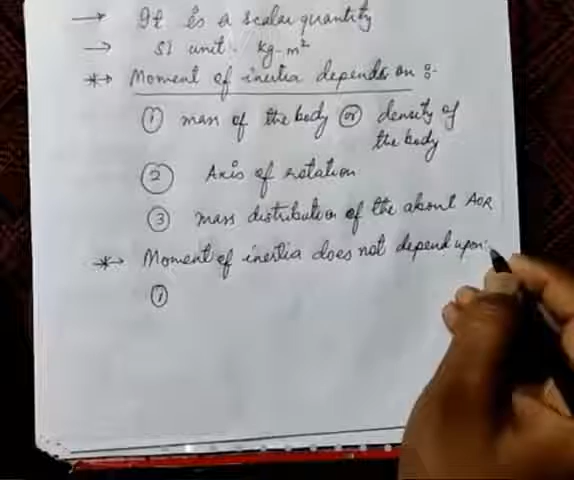 → It is a scalar quantity
→ SI unit. kg-m²
*→ Moment of inertia depends on :-
① mass of the body or density of
the body
② Axis of rotation
③ mass distribution of the about AOR
*→ Moment of inertia does not depend upon:
①